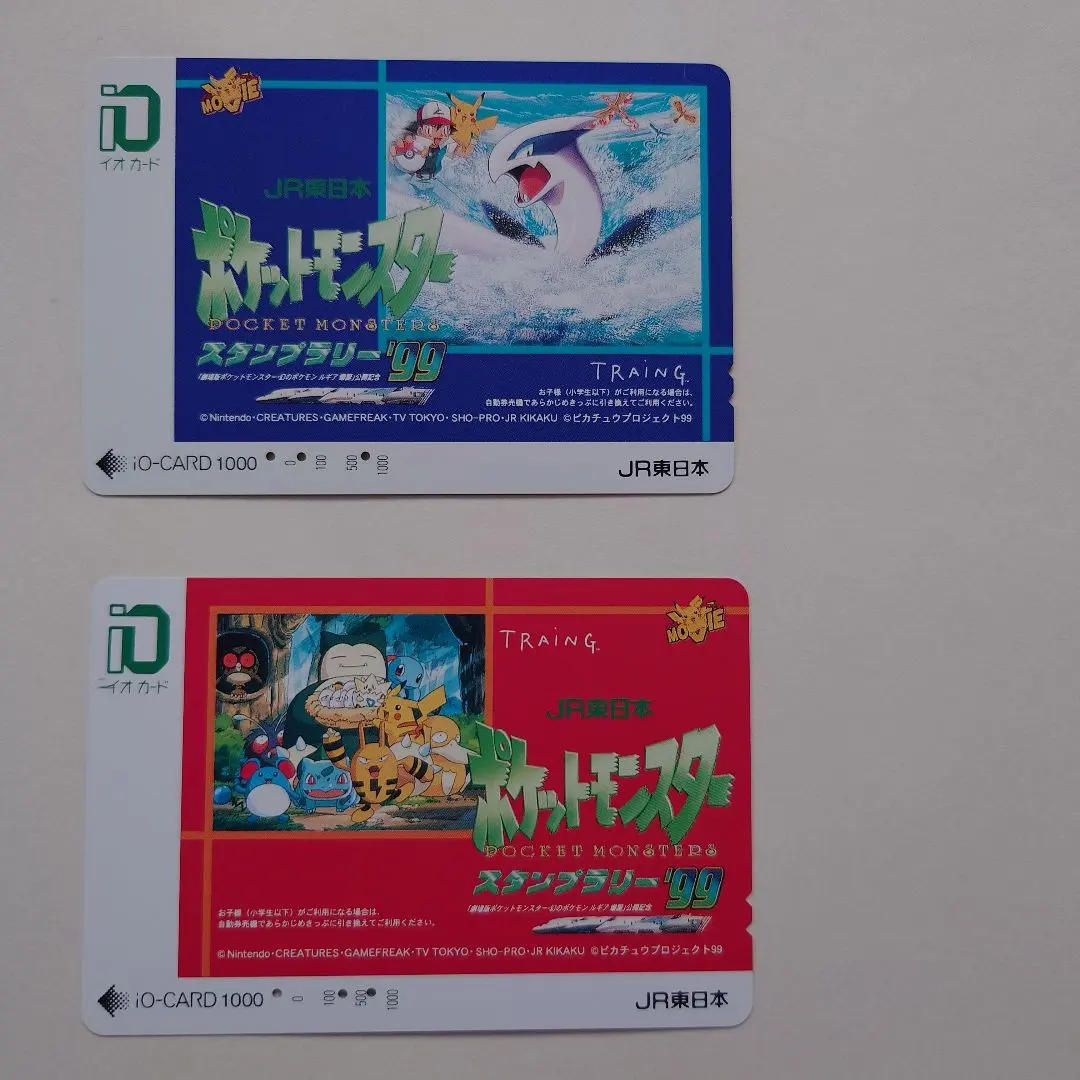 iO
イオカード
MOVIE
JR東日本
ポケットモンスター
POCKET MONSTERS
スタンプラリー'99
「劇場版ポケットモンスター・幻のポケモン ルギア爆誕」公開記念
TRAiNG
お子様(小学生以下)がご利用になる場合は、
自動券売機であらかじめきっぷに引き換えてご利用ください。
©Nintendo・CREATURES・GAMEFREAK・TV TOKYO・SHO-PRO・JR KIKAKU ©ピカチュウプロジェクト99
iO-CARD 1000 0 100 500 1000
JR東日本
iO
イオカード
TRAiNG
MOVIE
JR東日本
ポケットモンスター
POCKET MONSTERS
スタンプラリー'99
「劇場版ポケットモンスター・幻のポケモン ルギア爆誕」公開記念
お子様(小学生以下)がご利用になる場合は、
自動券売機であらかじめきっぷに引き換えてご利用ください。
©Nintendo・CREATURES・GAMEFREAK・TV TOKYO・SHO-PRO・JR KIKAKU ©ピカチュウプロジェクト99
iO-CARD 1000 0 100 500 1000
JR東日本